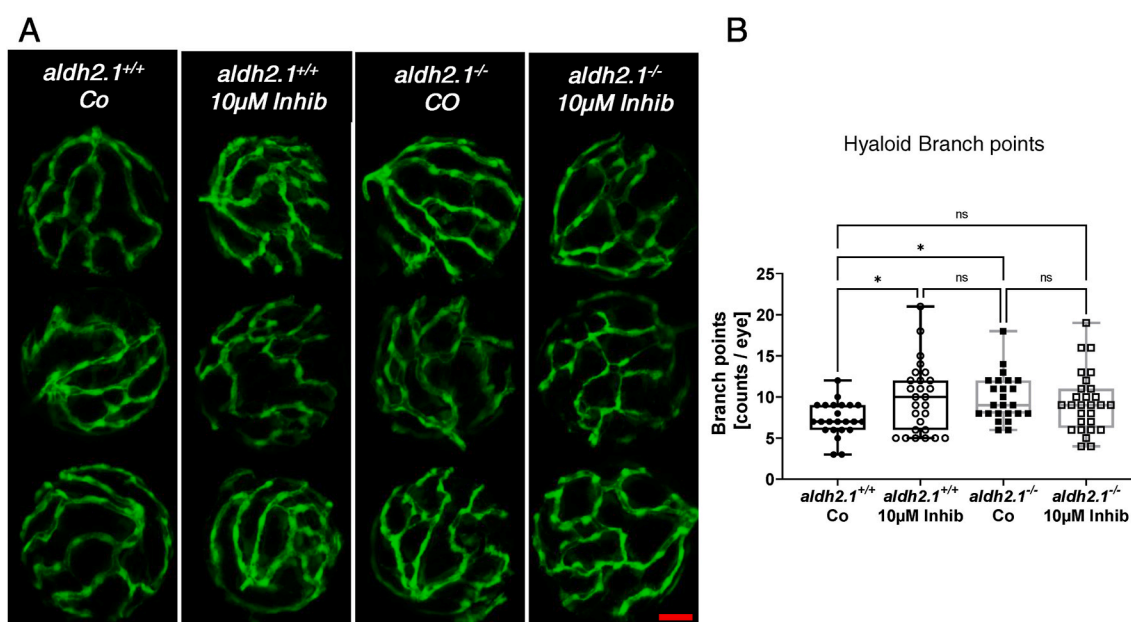 A
aldh2.1+/+
Co
aldh2.1+/+
10µM Inhib
aldh2.1-/-
CO
aldh2.1-/-
10µM Inhib
B
Hyaloid Branch points
ns
*
*
ns
ns
Branch points
[counts / eye]
25
20
15
10
5
0
aldh2.1+/+
Co
aldh2.1+/+
10µM Inhib
aldh2.1-/-
Co
aldh2.1-/-
10µM Inhib